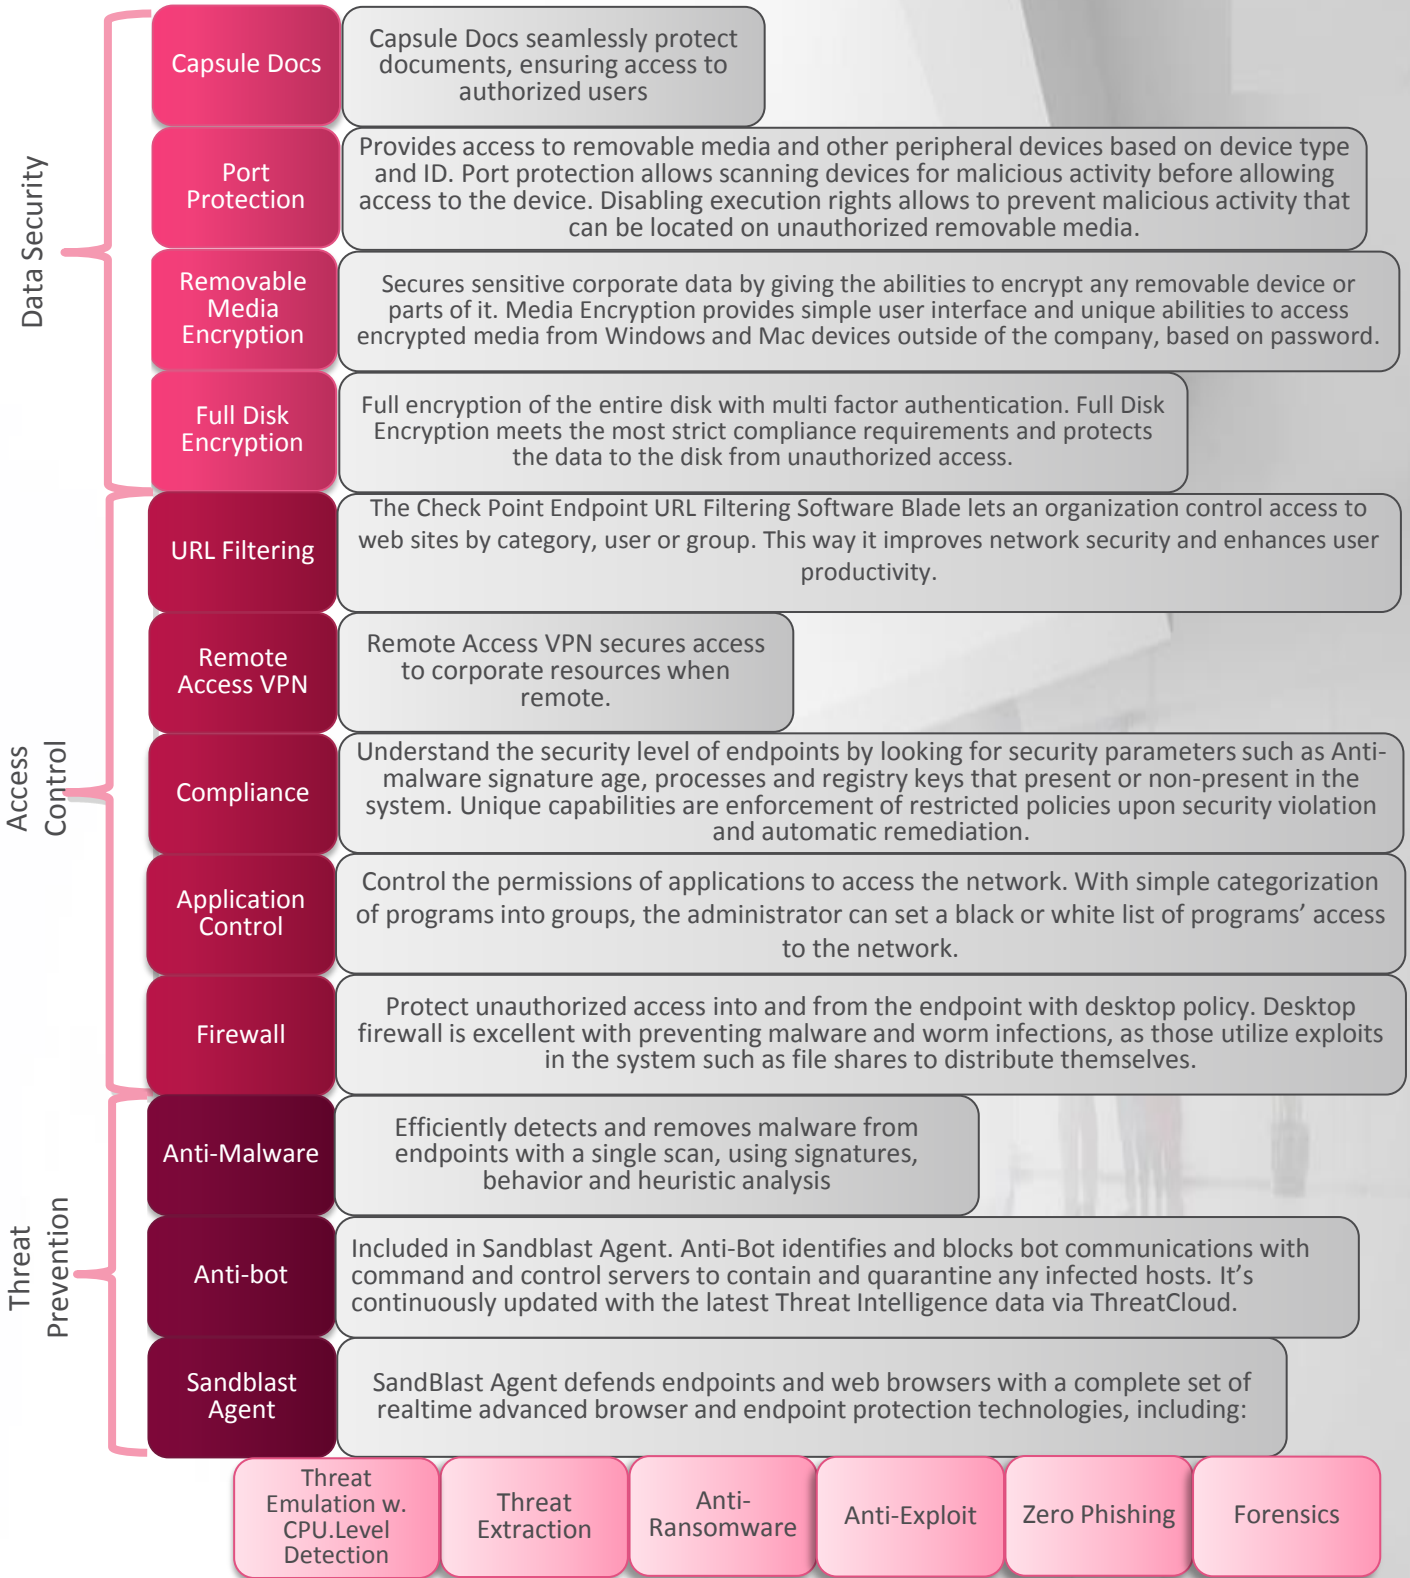 Data Security
Capsule Docs
Capsule Docs seamlessly protect
documents, ensuring access to
authorized users
Port
Protection
Provides access to removable media and other peripheral devices based on device type
and ID. Port protection allows scanning devices for malicious activity before allowing
access to the device. Disabling execution rights allows to prevent malicious activity that
can be located on unauthorized removable media.
Removable
Media
Encryption
Secures sensitive corporate data by giving the abilities to encrypt any removable device or
parts of it. Media Encryption provides simple user interface and unique abilities to access
encrypted media from Windows and Mac devices outside of the company, based on password.
Full Disk
Encryption
Full encryption of the entire disk with multi factor authentication. Full Disk
Encryption meets the most strict compliance requirements and protects
the data to the disk from unauthorized access.
Access
Control
URL Filtering
The Check Point Endpoint URL Filtering Software Blade lets an organization control access to
web sites by category, user or group. This way it improves network security and enhances user
productivity.
Remote
Access VPN
Remote Access VPN secures access
to corporate resources when
remote.
Compliance
Understand the security level of endpoints by looking for security parameters such as Anti-
malware signature age, processes and registry keys that present or non-present in the
system. Unique capabilities are enforcement of restricted policies upon security violation
and automatic remediation.
Application
Control
Control the permissions of applications to access the network. With simple categorization
of programs into groups, the administrator can set a black or white list of programs’ access
to the network.
Firewall
Protect unauthorized access into and from the endpoint with desktop policy. Desktop
firewall is excellent with preventing malware and worm infections, as those utilize exploits
in the system such as file shares to distribute themselves.
Threat
Prevention
Anti-Malware
Efficiently detects and removes malware from
endpoints with a single scan, using signatures,
behavior and heuristic analysis
Anti-bot
Included in Sandblast Agent. Anti-Bot identifies and blocks bot communications with
command and control servers to contain and quarantine any infected hosts. It’s
continuously updated with the latest Threat Intelligence data via ThreatCloud.
Sandblast
Agent
SandBlast Agent defends endpoints and web browsers with a complete set of
realtime advanced browser and endpoint protection technologies, including:
Threat
Emulation w.
CPU.Level
Detection
Threat
Extraction
Anti-
Ransomware
Anti-Exploit
Zero Phishing
Forensics